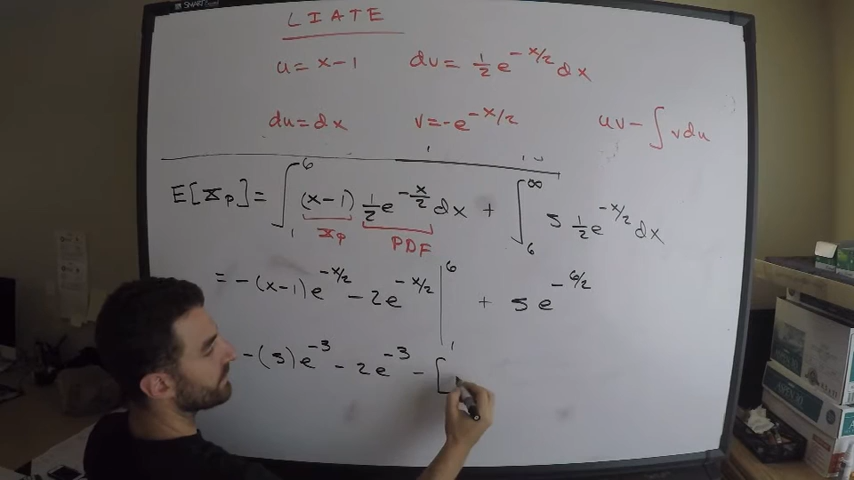 SMART
LIATE
u = x-1 dv = 1/2 e^{-x/2} dx
du = dx v = -e^{-x/2} uv - ∫ v du
E[X_p] = ∫_1^6 (x-1) 1/2 e^{-x/2} dx + ∫_6^∞ 5 1/2 e^{-x/2} dx
X_p PDF
= -(x-1) e^{-x/2} - 2e^{-x/2} |_1^6 + 5 e^{-6/2}
-(5) e^{-3} - 2e^{-3} - [